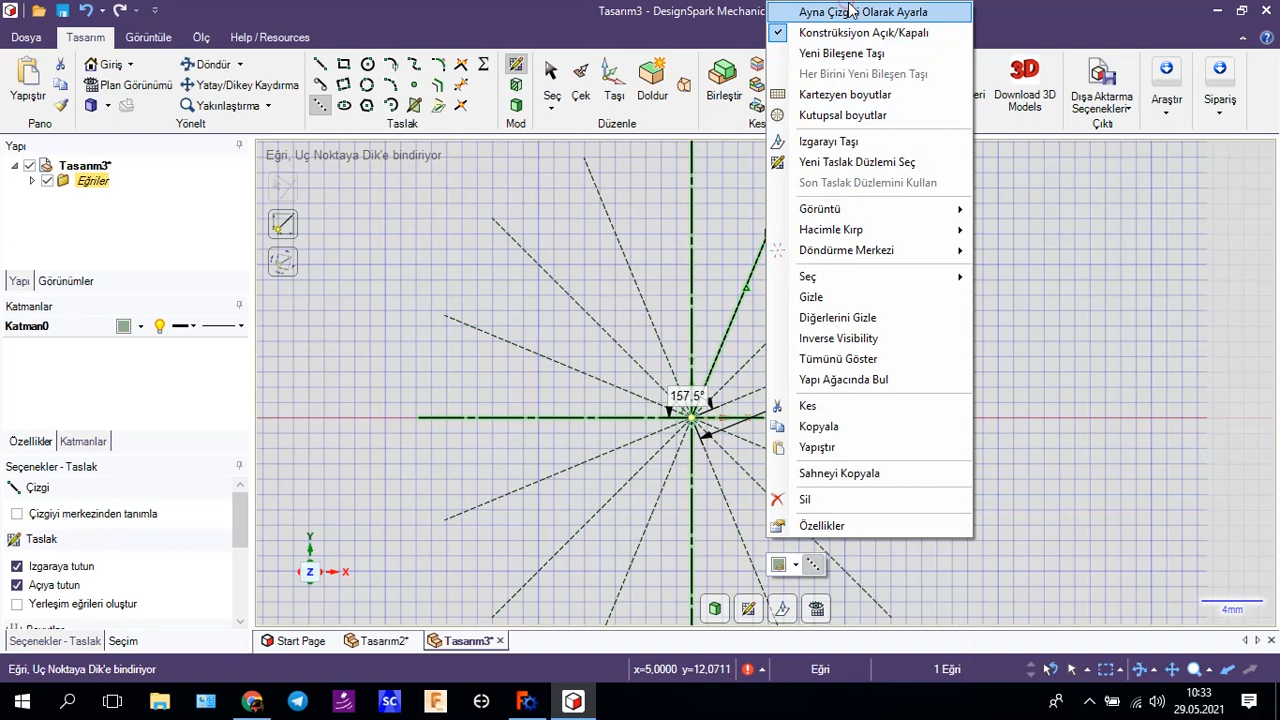 Tasarım3* - DesignSpark Mechanic
Dosya
Tasarım
Görüntüle
Ölç
Help / Resources
Yapıştır
Giriş
Plan Görünümü
Döndür
Yatay/Dikey Kaydırma
Yakınlaştırma
Seç
Çek
Taşı
Doldur
Birleştir
Download 3D
Models
Dışa Aktarma
Seçenekleri
Araştır
Sipariş
Pano
Yönelt
Taslak
Mod
Düzenle
Kes
Çıktı
Yapı
Tasarım3*
Eğriler
Yapı
Görünümler
Katmanlar
Katman0
Özellikler
Katmanlar
Seçenekler - Taslak
Çizgi
Çizgiyi merkezinden tanımla
Taslak
Izgaraya tutun
Açıya tutun
Yerleşim eğrileri oluştur
Seçenekler - Taslak
Seçim
Eğri, Uç Noktaya Dik'e bindiriyor
157,5°
Y
Z
X
4mm
Ayna Çizgisi Olarak Ayarla
Konstrüksiyon Açık/Kapalı
Yeni Bileşene Taşı
Her Birini Yeni Bileşen Taşı
Kartezyen boyutlar
Kutupsal boyutlar
Izgarayı Taşı
Yeni Taslak Düzlemi Seç
Son Taslak Düzlemini Kullan
Görüntü
Hacimle Kırp
Döndürme Merkezi
Seç
Gizle
Diğerlerini Gizle
Inverse Visibility
Tümünü Göster
Yapı Ağacında Bul
Kes
Kopyala
Yapıştır
Sahneyi Kopyala
Sil
Özellikler
Start Page
Tasarım2*
Tasarım3*
Eğri, Uç Noktaya Dik'e bindiriyor
x=5,0000 y=12,0711
Eğri
1 Eğri
10:33
29.05.2021